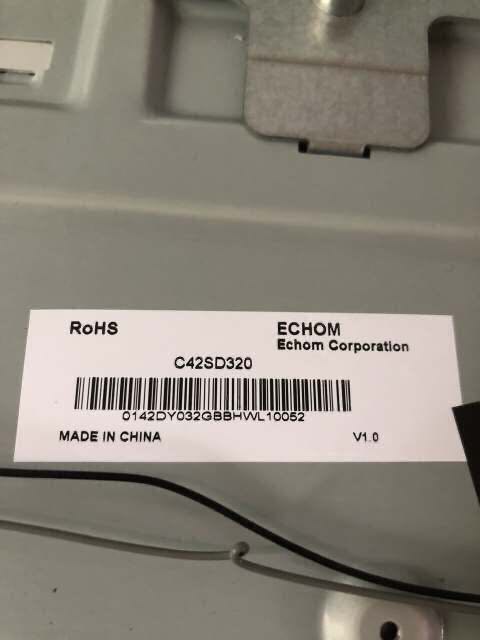 RoHS
ECHOM
Echom Corporation
C42SD320
0142DY032GBBHWL10052
MADE IN CHINA
V1.0